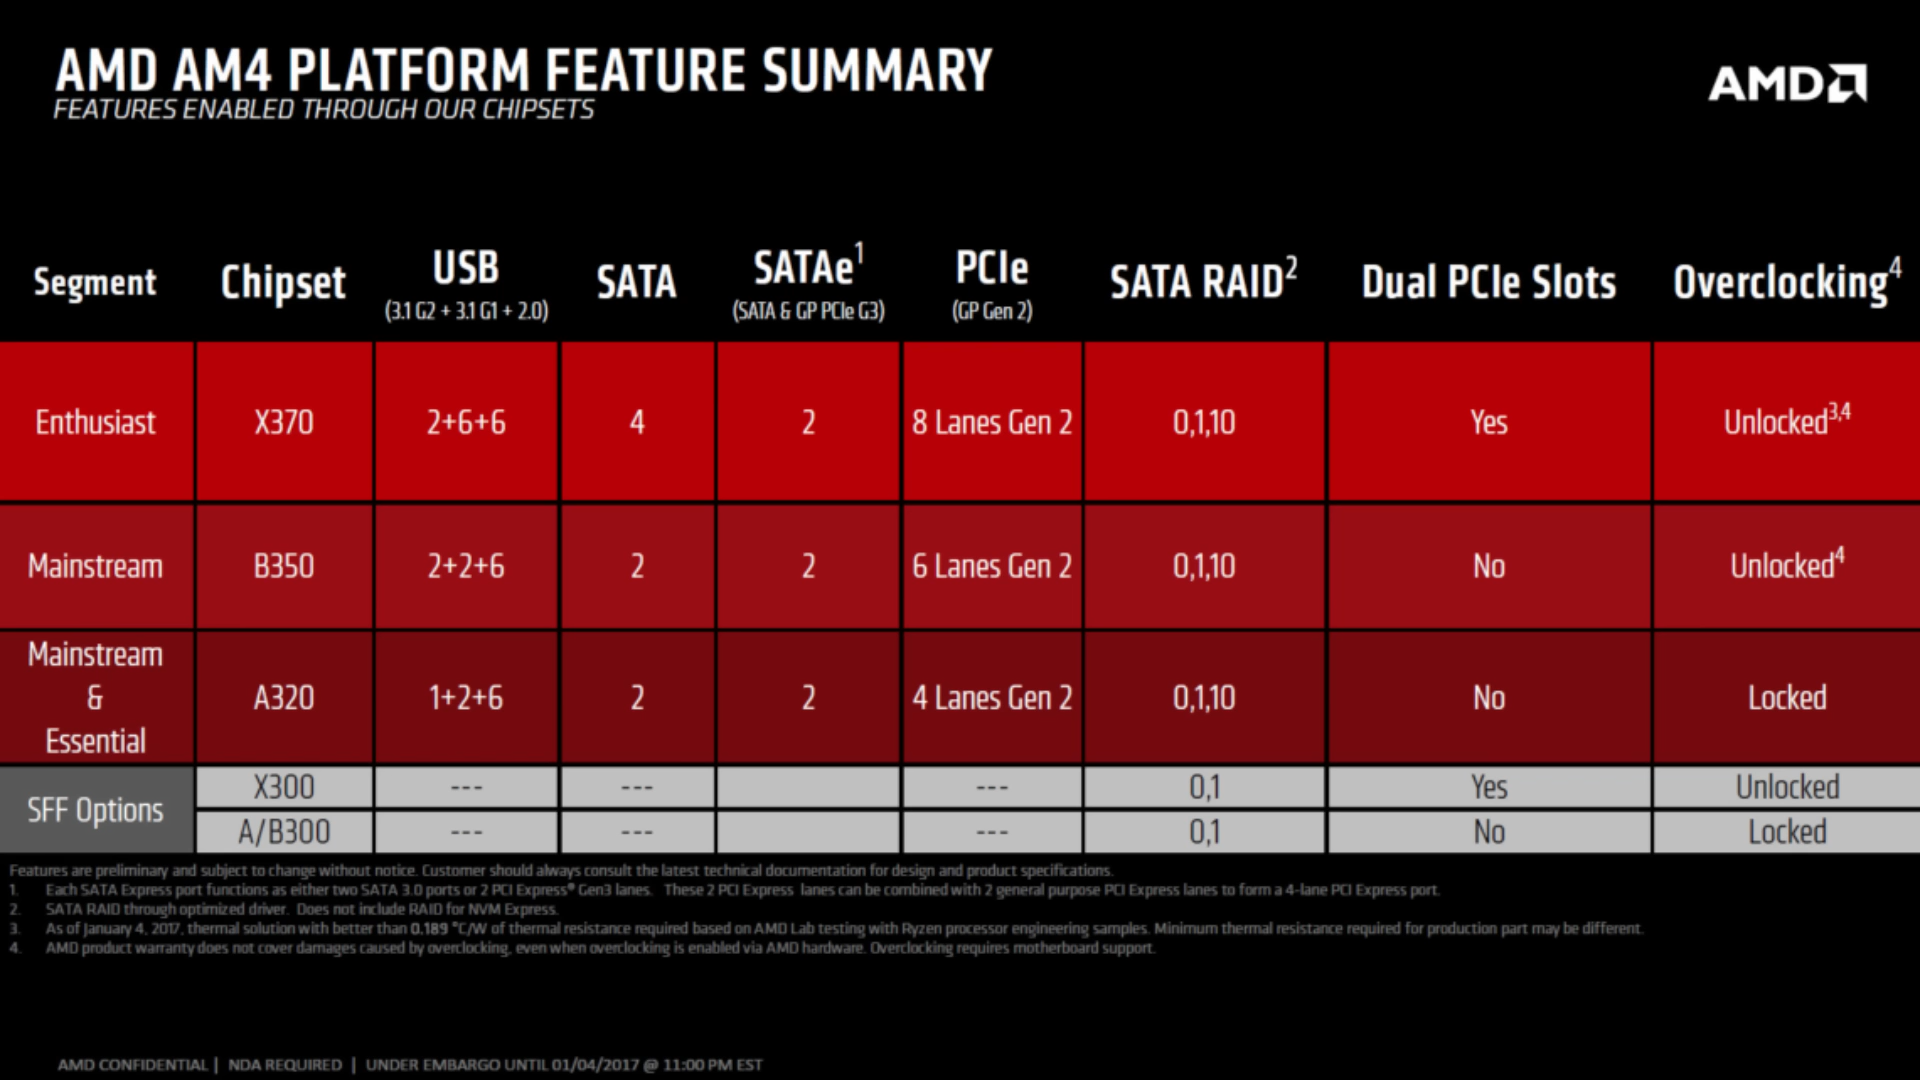 AMD AM4 PLATFORM FEATURE SUMMARY
FEATURES ENABLED THROUGH OUR CHIPSETS
AMD
Segment Chipset USB (3.1 G2 + 3.1 G1 + 2.0) SATA SATAe¹ (SATA & GP PCIe G3) PCIe (GP Gen 2) SATA RAID² Dual PCIe Slots Overclocking⁴
Enthusiast X370 2+6+6 4 2 8 Lanes Gen 2 0,1,10 Yes Unlocked³,⁴
Mainstream B350 2+2+6 2 2 6 Lanes Gen 2 0,1,10 No Unlocked⁴
Mainstream & Essential A320 1+2+6 2 2 4 Lanes Gen 2 0,1,10 No Locked
SFF Options X300 --- --- --- 0,1 Yes Unlocked
A/B300 --- --- --- 0,1 No Locked
Features are preliminary and subject to change without notice. Customer should always consult the latest technical documentation for design and product specifications.
1. Each SATA Express port functions as either two SATA 3.0 ports or 2 PCI Express® Gen3 lanes. These 2 PCI Express lanes can be combined with 2 general purpose PCI Express lanes to form a 4-lane PCI Express port.
2. SATA RAID through optimized driver. Does not include RAID for NVM Express.
3. As of January 4, 2017, thermal solution with better than 0.189 °C/W of thermal resistance required based on AMD Lab testing with Ryzen processor engineering samples. Minimum thermal resistance required for production part may be different.
4. AMD product warranty does not cover damages caused by overclocking, even when overclocking is enabled via AMD hardware. Overclocking requires motherboard support.
AMD CONFIDENTIAL | NDA REQUIRED | UNDER EMBARGO UNTIL 01/04/2017 @ 11:00 PM EST